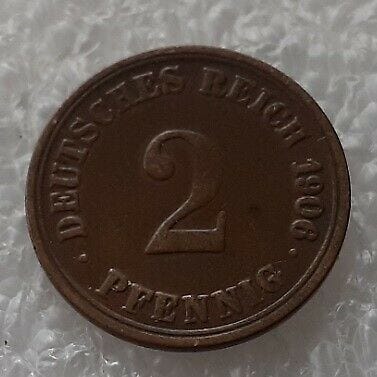 · DEUTSCHES REICH 1906 ·
2
PFENNIG